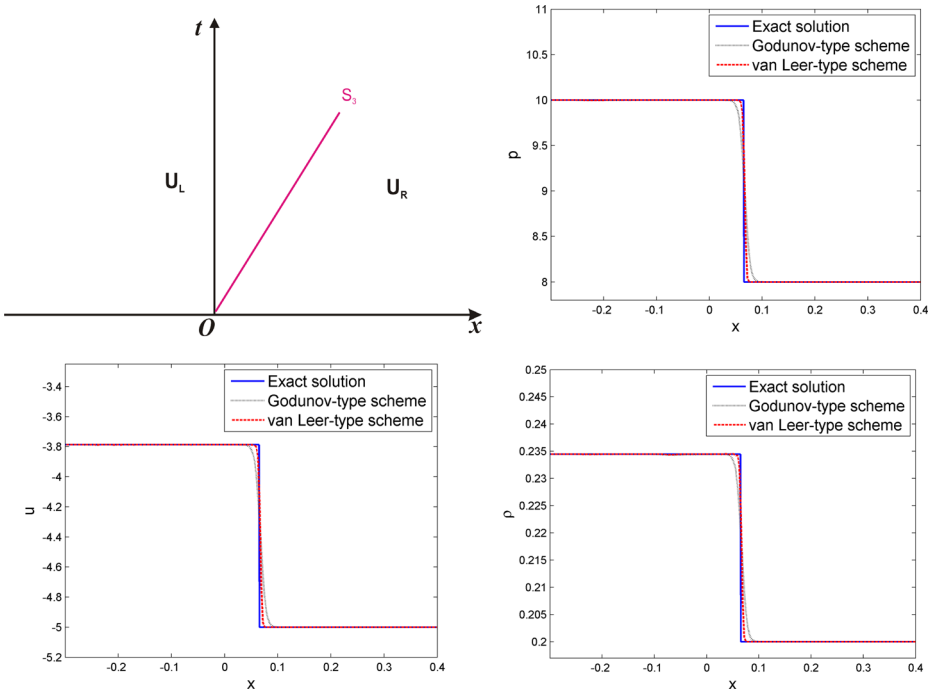 t
S₃
U_L
U_R
O
x
11
10.5
10
9.5
9
8.5
8
p
-0.2
-0.1
0
0.1
0.2
0.3
0.4
x
Exact solution
Godunov-type scheme
van Leer-type scheme
-3.4
-3.6
-3.8
-4
-4.2
-4.4
-4.6
-4.8
-5
-5.2
u
-0.2
-0.1
0
0.1
0.2
0.3
0.4
x
Exact solution
Godunov-type scheme
van Leer-type scheme
0.25
0.245
0.24
0.235
0.23
0.225
0.22
0.215
0.21
0.205
0.2
ρ
-0.2
-0.1
0
0.1
0.2
0.3
0.4
x
Exact solution
Godunov-type scheme
van Leer-type scheme